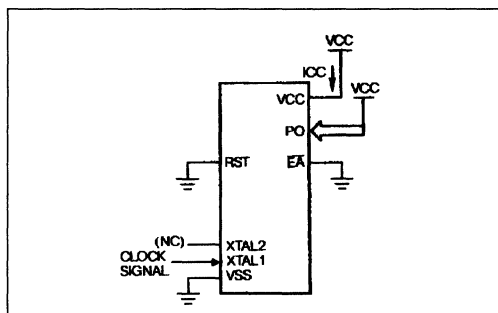 VCC
ICC
VCC
VCC
PO
RST
EA
(NC)
XTAL2
CLOCK
SIGNAL
XTAL1
VSS